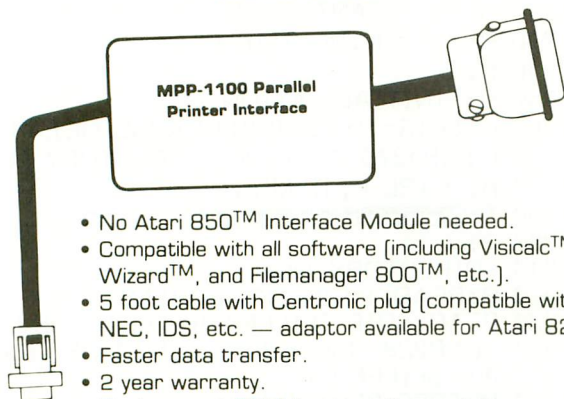 MPP-1100 Parallel
Printer Interface
• No Atari 850™ Interface Module needed.
• Compatible with all software [including Visicalc™
Wizard™, and Filemanager 800™, etc.].
• 5 foot cable with Centronic plug [compatible
NEC, IDS, etc. — adaptor available for Atari
• Faster data transfer.
• 2 year warranty.